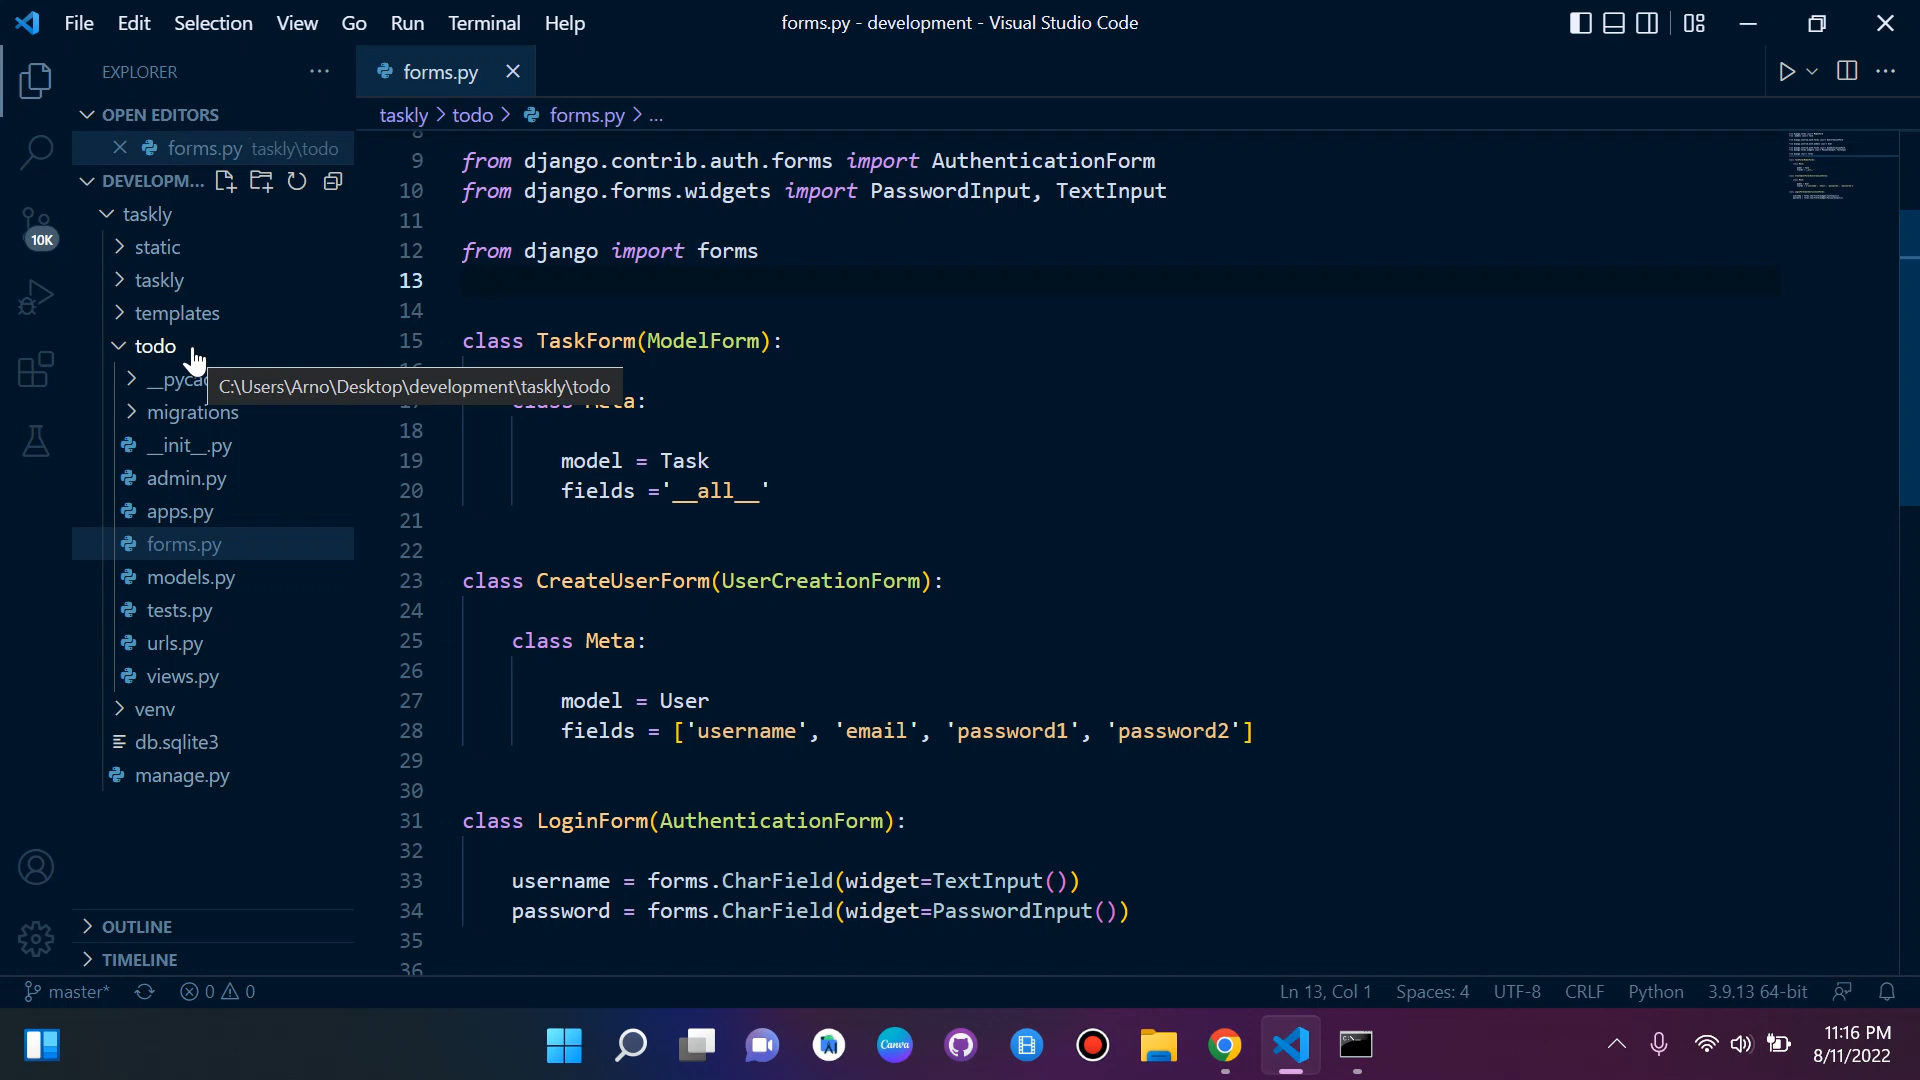 File Edit Selection View Go Run Terminal Help
forms.py - development - Visual Studio Code
EXPLORER
forms.py
OPEN EDITORS
forms.py taskly\todo
DEVELOPM...
taskly
static
taskly
templates
todo
C:\Users\Arno\Desktop\development\taskly\todo
migrations
__init__.py
admin.py
apps.py
forms.py
models.py
tests.py
urls.py
views.py
venv
db.sqlite3
manage.py
OUTLINE
TIMELINE
10K
taskly > todo > forms.py > ...
8
9 from django.contrib.auth.forms import AuthenticationForm
10 from django.forms.widgets import PasswordInput, TextInput
11
12 from django import forms
13
14
15 class TaskForm(ModelForm):
class Meta:
18
19 model = Task
20 fields ='__all__'
21
22
23 class CreateUserForm(UserCreationForm):
24
25 class Meta:
26
27 model = User
28 fields = ['username', 'email', 'password1', 'password2']
29
30
31 class LoginForm(AuthenticationForm):
32
33 username = forms.CharField(widget=TextInput())
34 password = forms.CharField(widget=PasswordInput())
35
36
master* 0 0
Ln 13, Col 1 Spaces: 4 UTF-8 CRLF Python 3.9.13 64-bit
Canva
11:16 PM
8/11/2022